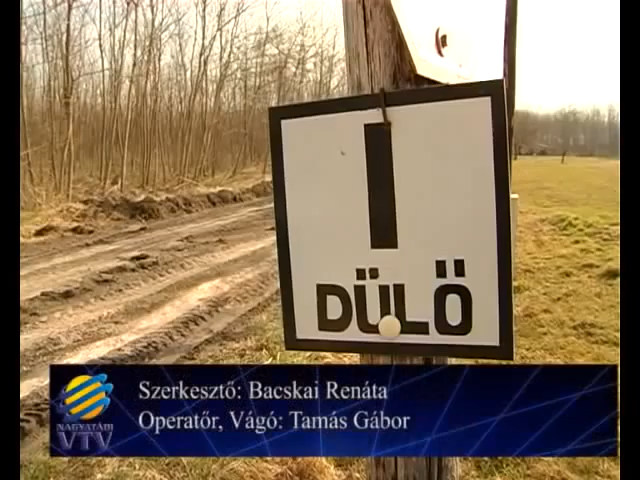 I
DÜLÖ
Szerkesztő: Bacskai Renáta
Operatőr, Vágó: Tamás Gábor
NAGYATÁDI
VTV